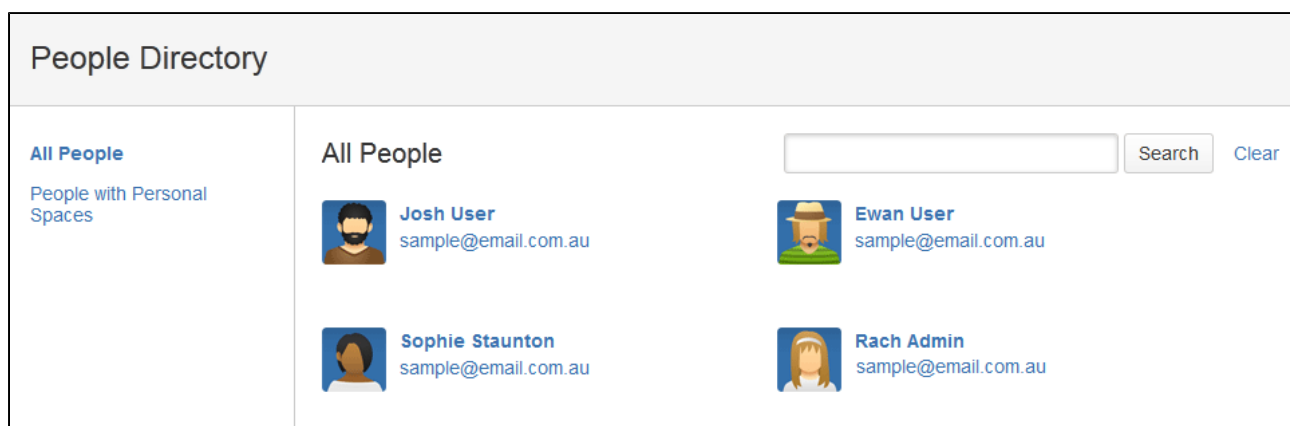 People Directory
All People
People with Personal
Spaces
All People
Search
Clear
Josh User
sample@email.com.au
Ewan User
sample@email.com.au
Sophie Staunton
sample@email.com.au
Rach Admin
sample@email.com.au